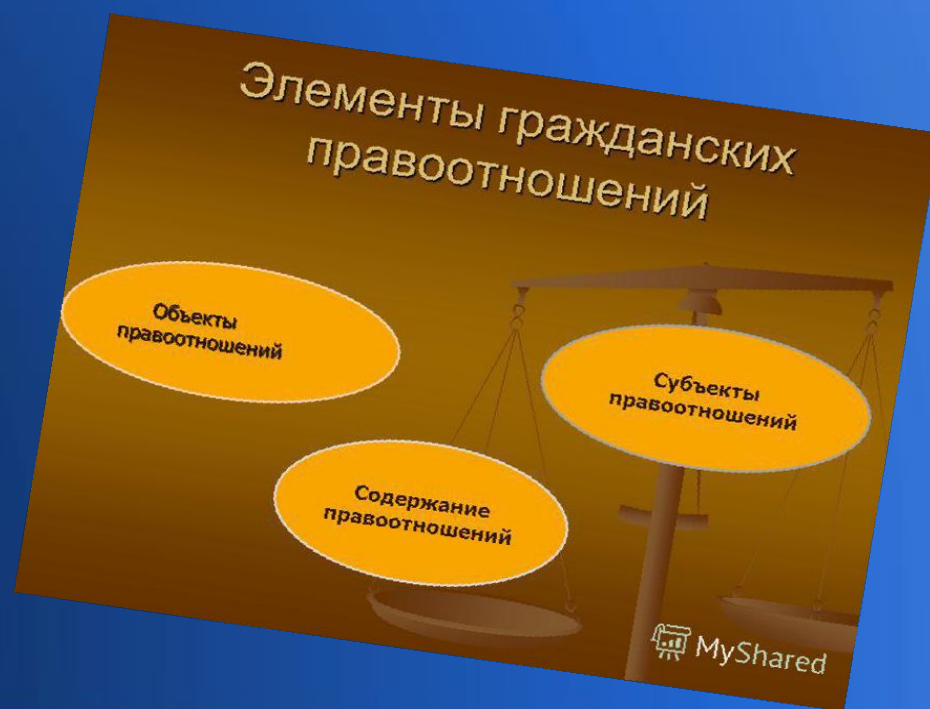 Элементы гражданских
правоотношений
Объекты
правоотношений
Субъекты
правоотношений
Содержание
правоотношений
MyShared